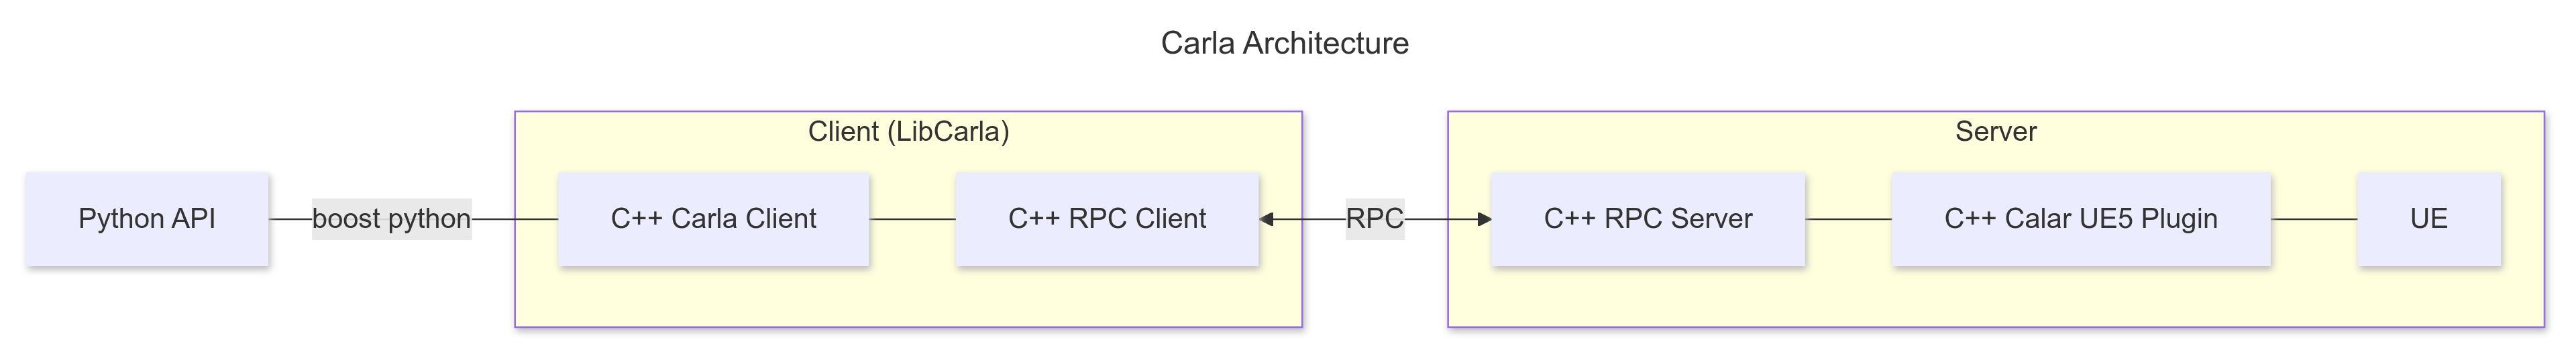 Carla Architecture
Client (LibCarla)
Server
Python API
boost python
C++ Carla Client
C++ RPC Client
RPC
C++ RPC Server
C++ Calar UE5 Plugin
UE